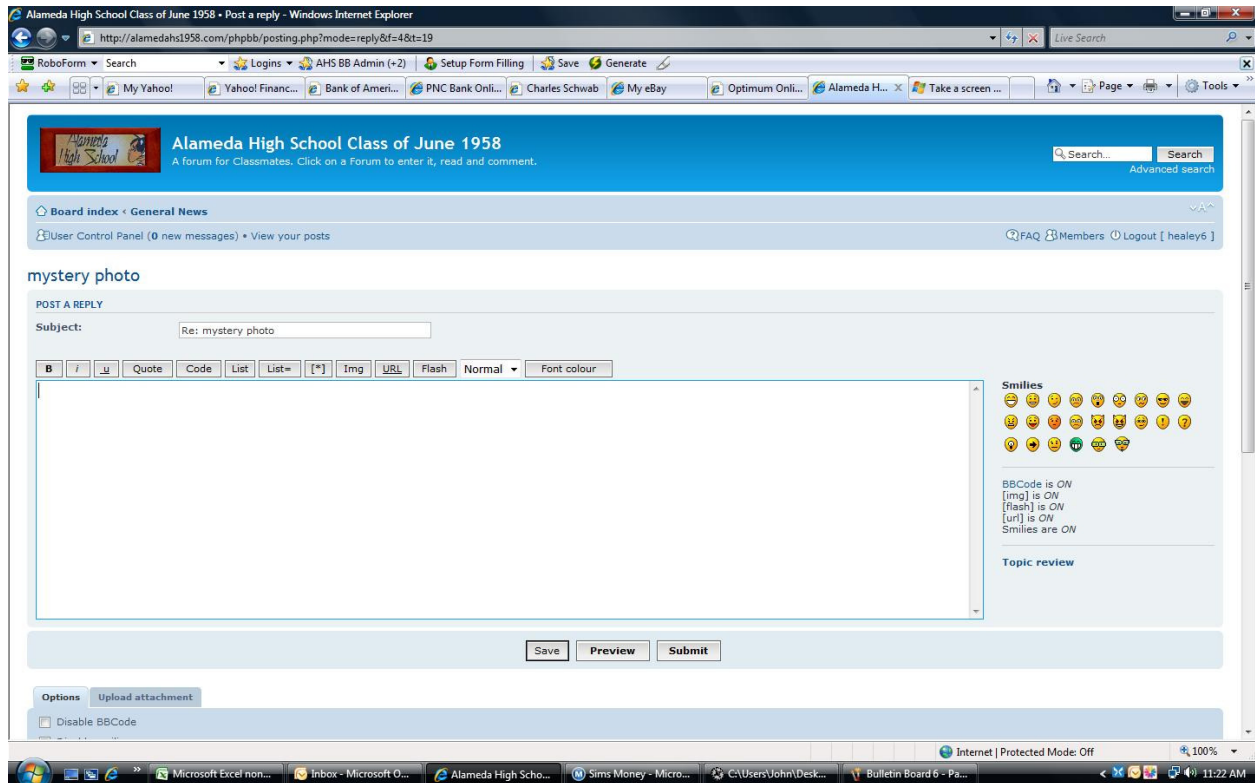 Alameda High School Class of June 1958 • Post a reply - Windows Internet Explorer
http://alamedahs1958.com/phpbb/posting.php?mode=reply&f=4&t=19
Live Search
RoboForm Search Logins AHS BB Admin (+2) Setup Form Filling Save Generate
My Yahoo! Yahoo! Financ... Bank of Ameri... PNC Bank Onli... Charles Schwab My eBay Optimum Onli... Alameda H... X Take a screen ... Page Tools
Alameda
High School
Alameda High School Class of June 1958
A forum for Classmates. Click on a Forum to enter it, read and comment.
Search... Search
Advanced search
Board index ‹ General News
User Control Panel (0 new messages) • View your posts
FAQ Members Logout [ healey6 ]
mystery photo
POST A REPLY
Subject: Re: mystery photo
B i u Quote Code List List= [*] Img URL Flash Normal Font colour
Smilies
BBCode is ON
[img] is ON
[flash] is ON
[url] is ON
Smilies are ON
Topic review
Save Preview Submit
Options Upload attachment
Disable BBCode
Internet | Protected Mode: Off 100%
Microsoft Excel non... Inbox - Microsoft O... Alameda High Scho... Sims Money - Micro... C:\Users\John\Desk... Bulletin Board 6 - Pa... 11:22 AM